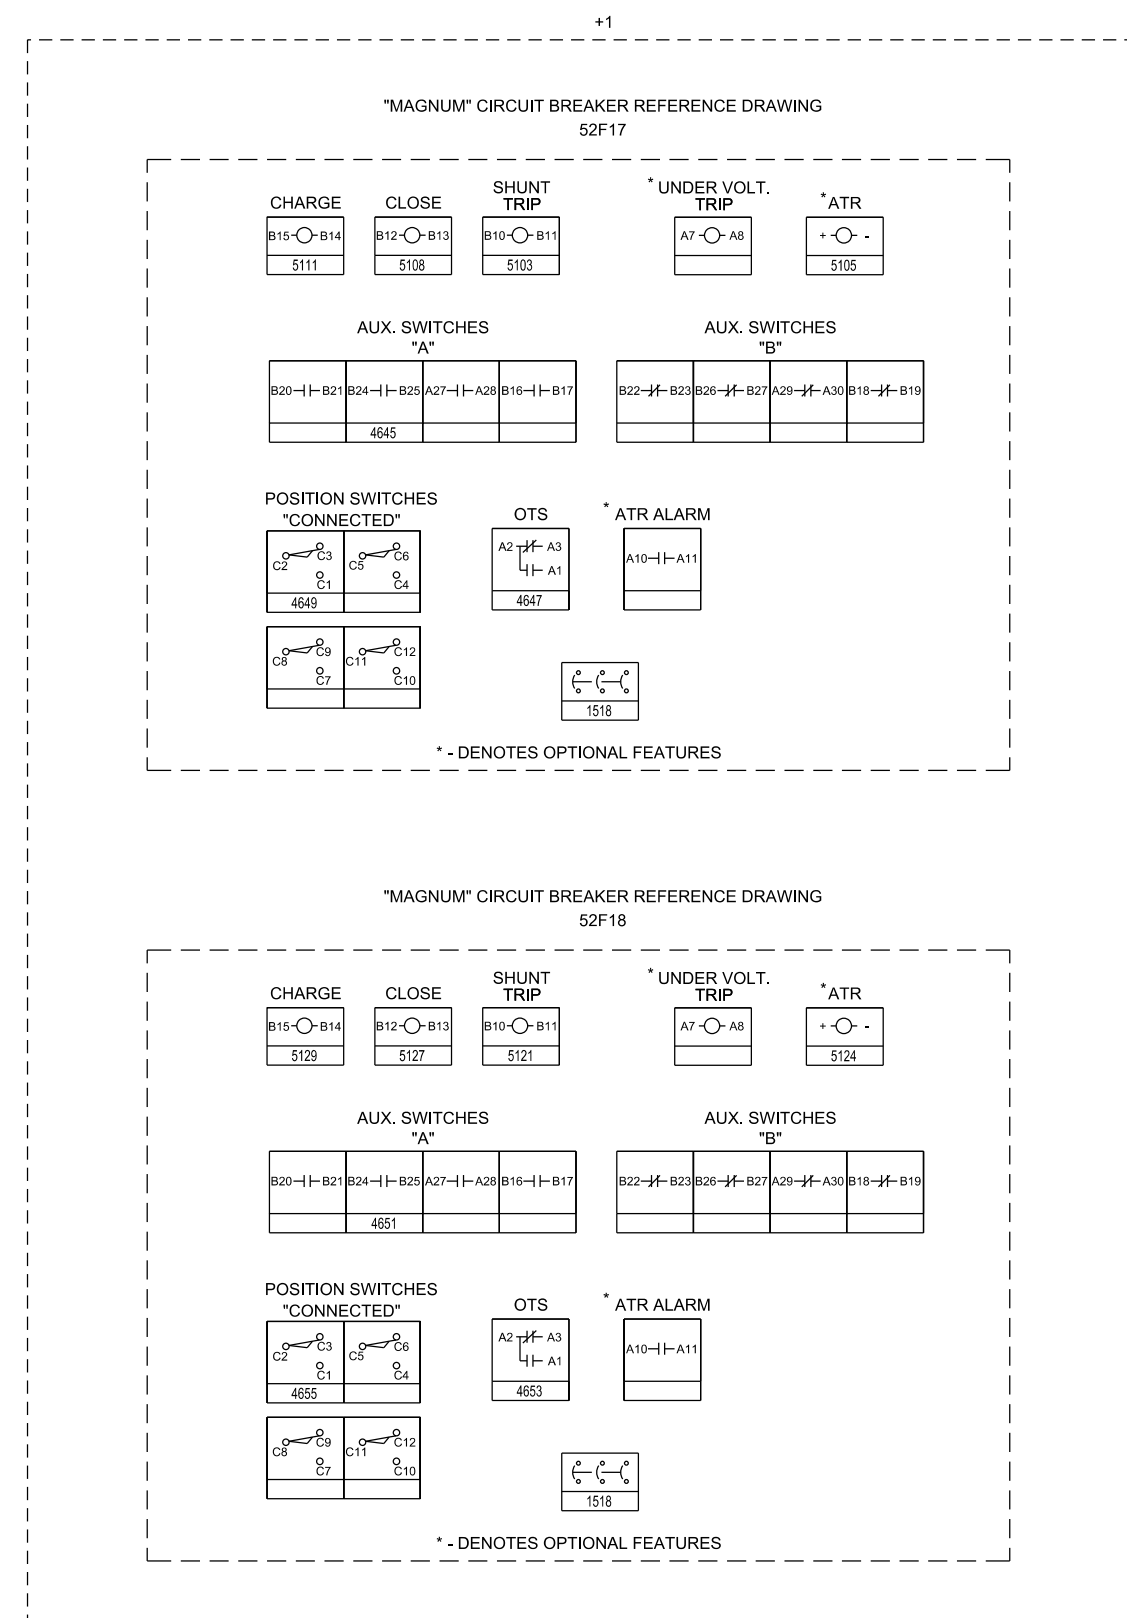 +1
"MAGNUM" CIRCUIT BREAKER REFERENCE DRAWING
52F17
CHARGE CLOSE SHUNT TRIP * UNDER VOLT. TRIP * ATR
B15 B14 B12 B13 B10 B11 A7 A8 + -
5111 5108 5103 5105
AUX. SWITCHES "A" AUX. SWITCHES "B"
B20 B21 B24 B25 A27 A28 B16 B17 B22 B23 B26 B27 A29 A30 B18 B19
4645
POSITION SWITCHES "CONNECTED" OTS * ATR ALARM
C2 C3 C1 C5 C6 C4 A2 A3 A1 A10 A11
4649 4647
C8 C9 C7 C11 C12 C10
1518
* - DENOTES OPTIONAL FEATURES
"MAGNUM" CIRCUIT BREAKER REFERENCE DRAWING
52F18
CHARGE CLOSE SHUNT TRIP * UNDER VOLT. TRIP * ATR
B15 B14 B12 B13 B10 B11 A7 A8 + -
5129 5127 5121 5124
AUX. SWITCHES "A" AUX. SWITCHES "B"
B20 B21 B24 B25 A27 A28 B16 B17 B22 B23 B26 B27 A29 A30 B18 B19
4651
POSITION SWITCHES "CONNECTED" OTS * ATR ALARM
C2 C3 C1 C5 C6 C4 A2 A3 A1 A10 A11
4655 4653
C8 C9 C7 C11 C12 C10
1518
* - DENOTES OPTIONAL FEATURES